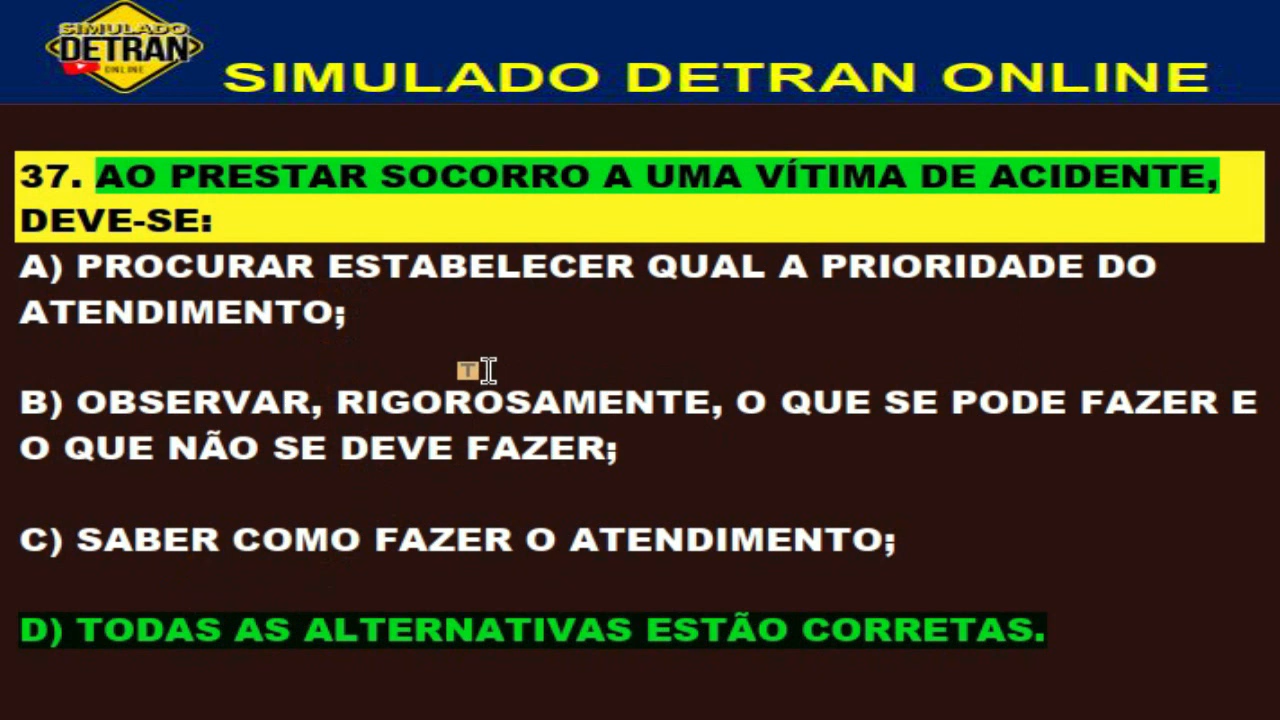 SIMULADO
DETRAN
ONLINE
SIMULADO DETRAN ONLINE
37. AO PRESTAR SOCORRO A UMA VÍTIMA DE ACIDENTE,
DEVE-SE:
A) PROCURAR ESTABELECER QUAL A PRIORIDADE DO
ATENDIMENTO;
T
B) OBSERVAR, RIGOROSAMENTE, O QUE SE PODE FAZER E
O QUE NÃO SE DEVE FAZER;
C) SABER COMO FAZER O ATENDIMENTO;
D) TODAS AS ALTERNATIVAS ESTÃO CORRETAS.